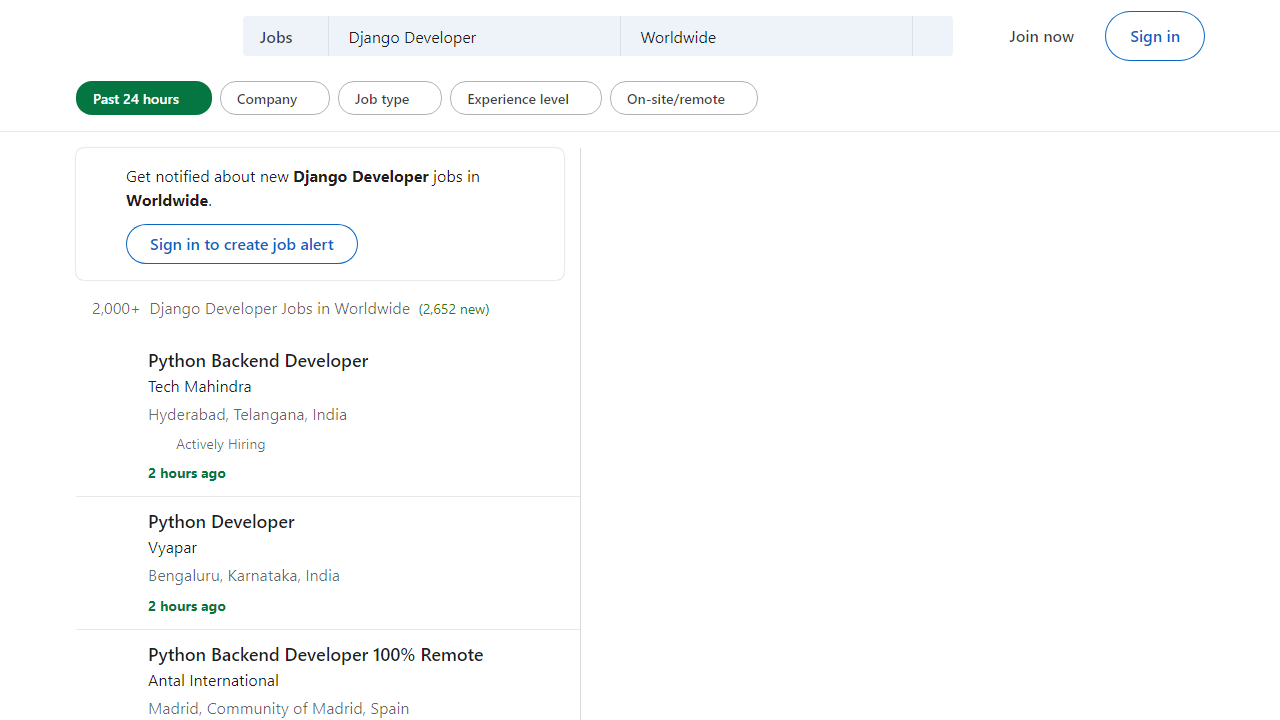 Jobs
Django Developer
Worldwide
Join now
Sign in
Past 24 hours
Company
Job type
Experience level
On-site/remote
Get notified about new Django Developer jobs in
Worldwide.
Sign in to create job alert
2,000+ Django Developer Jobs in Worldwide (2,652 new)
Python Backend Developer
Tech Mahindra
Hyderabad, Telangana, India
Actively Hiring
2 hours ago
Python Developer
Vyapar
Bengaluru, Karnataka, India
2 hours ago
Python Backend Developer 100% Remote
Antal International
Madrid, Community of Madrid, Spain